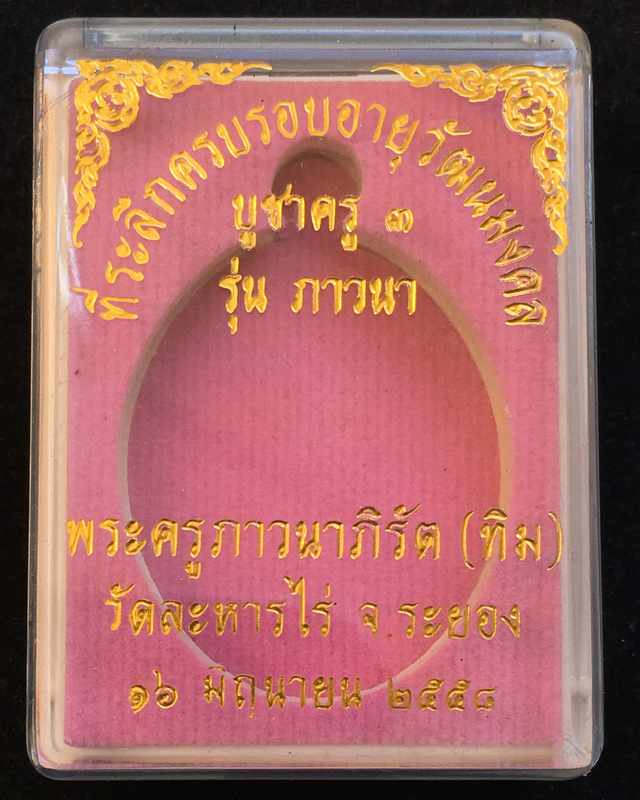 ที่ระลึกครบรอบอายุวัฒนมงคล
บูชาครู ๓
รุ่น ภาวนา
พระครูภาวนาภิรัต (ทิม)
วัดละหารไร่ จ ระยอง
๑๖ มิถุนายน ๒๕๕๘